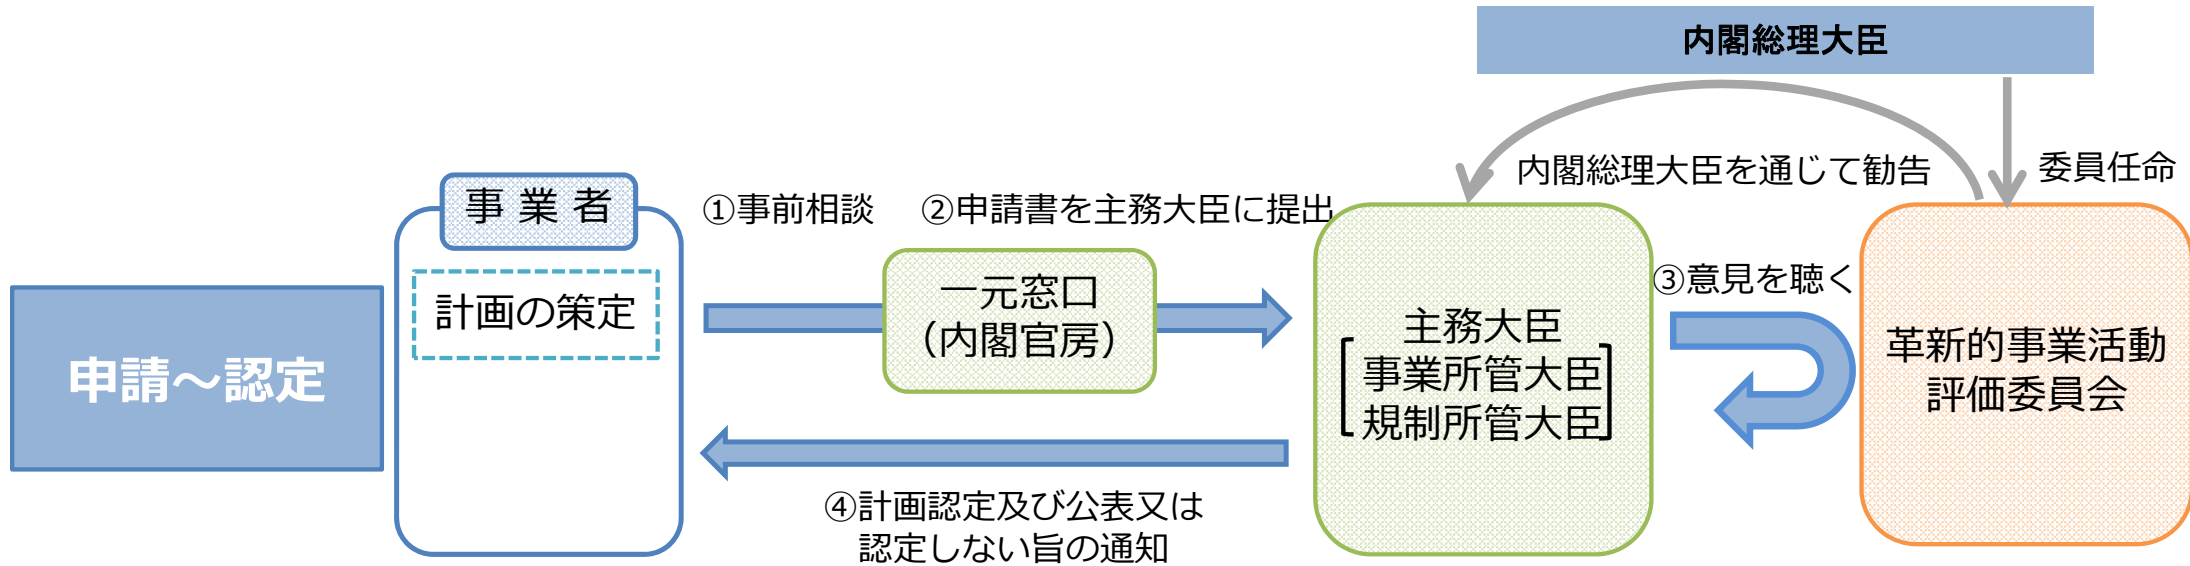 内閣総理大臣
内閣総理大臣を通じて勧告
委員任命
事業者
①事前相談
②申請書を主務大臣に提出
計画の策定
一元窓口
（内閣官房）
③意見を聴く
申請～認定
主務大臣
事業所管大臣
規制所管大臣
革新的事業活動
評価委員会
④計画認定及び公表又は
認定しない旨の通知